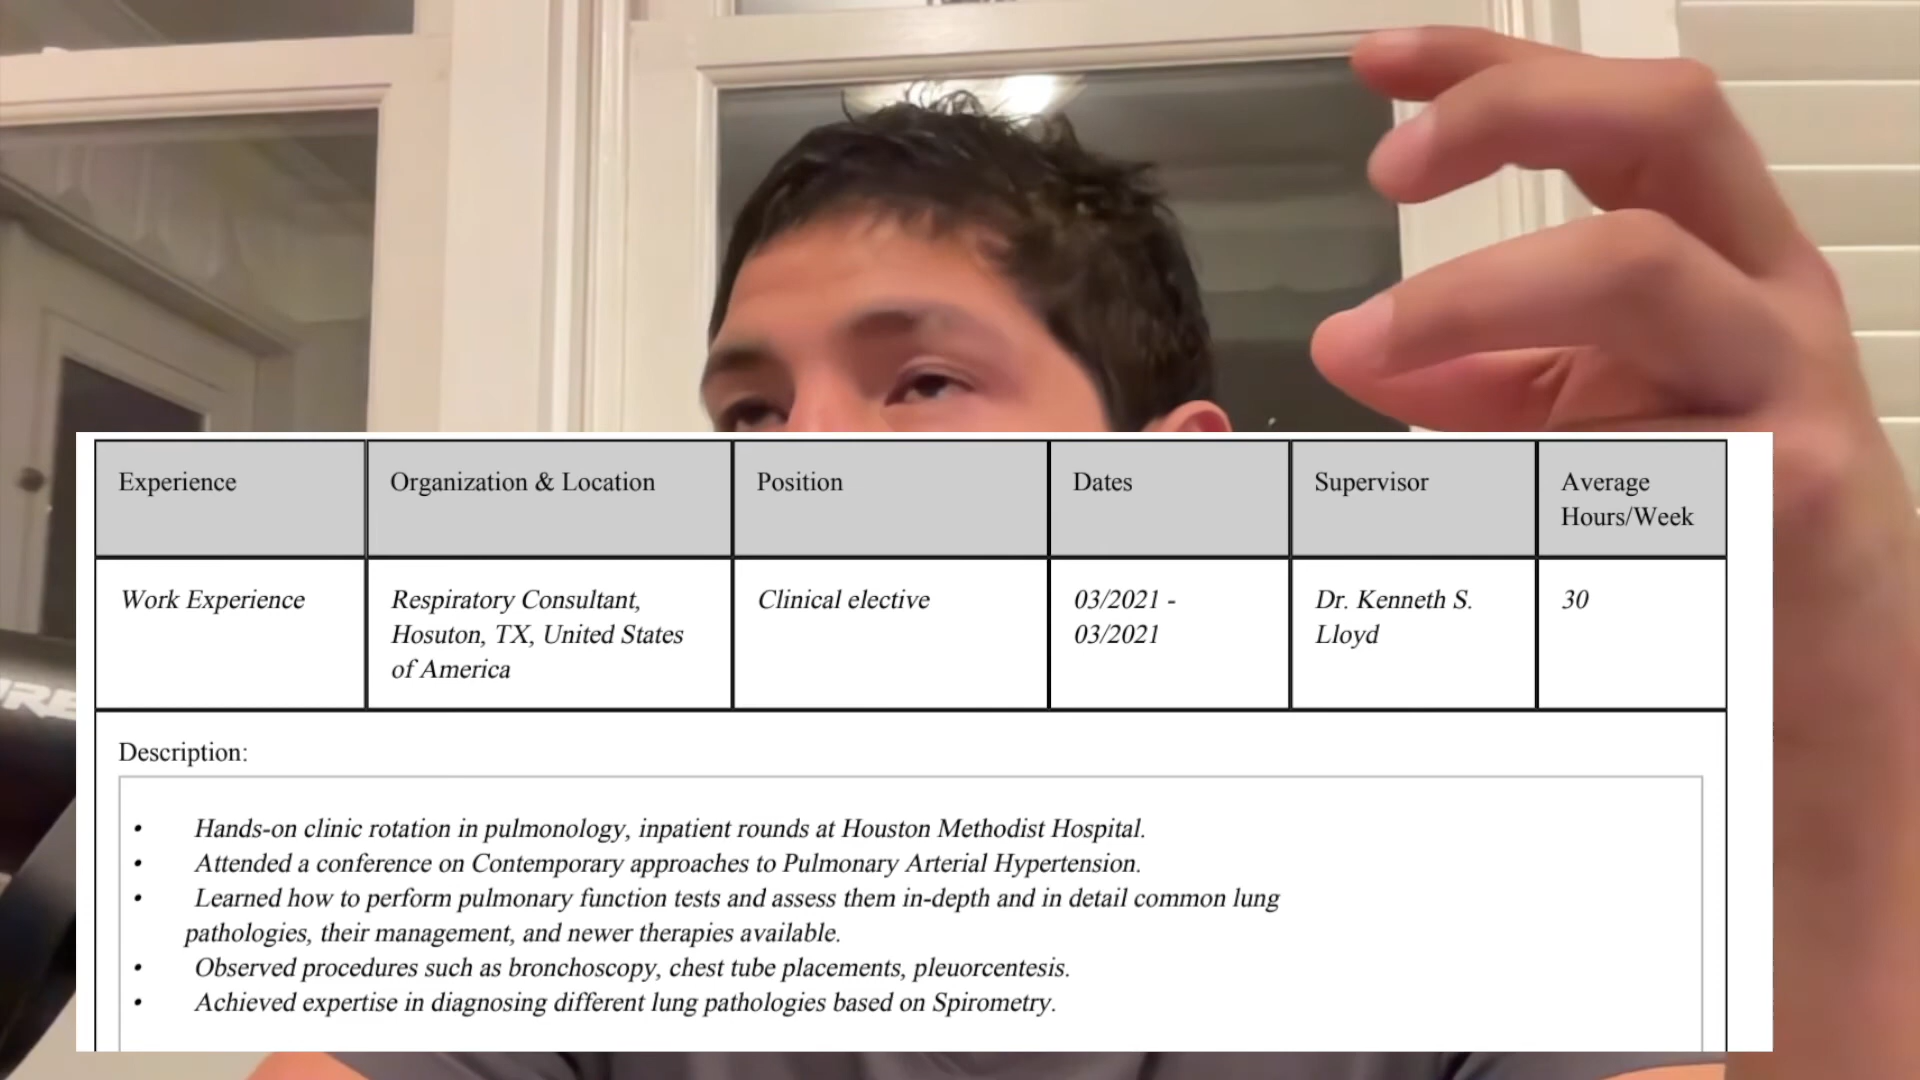 Experience
Organization & Location
Position
Dates
Supervisor
Average
Hours/Week
Work Experience
Respiratory Consultant,
Hosuton, TX, United States
of America
Clinical elective
03/2021 -
03/2021
Dr. Kenneth S.
Lloyd
30
Description:
• Hands-on clinic rotation in pulmonology, inpatient rounds at Houston Methodist Hospital.
• Attended a conference on Contemporary approaches to Pulmonary Arterial Hypertension.
• Learned how to perform pulmonary function tests and assess them in-depth and in detail common lung
pathologies, their management, and newer therapies available.
• Observed procedures such as bronchoscopy, chest tube placements, pleuorcentesis.
• Achieved expertise in diagnosing different lung pathologies based on Spirometry.